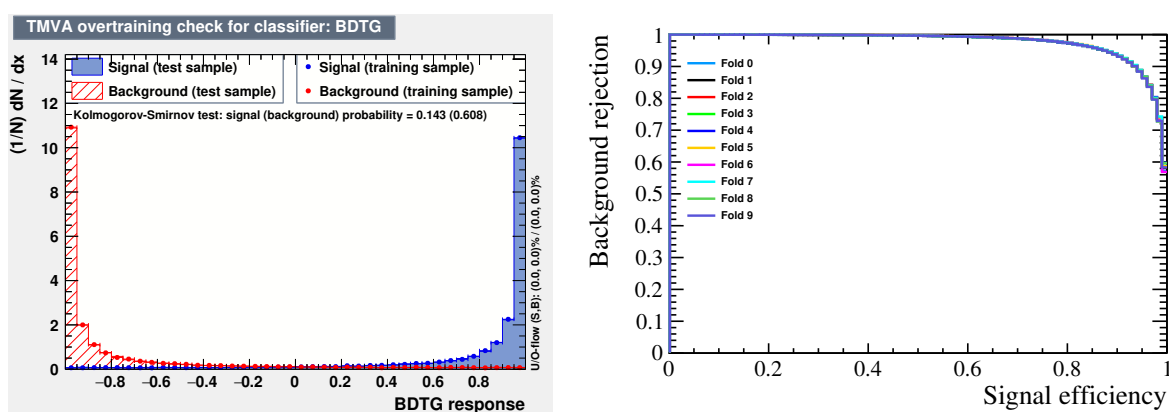 TMVA overtraining check for classifier: BDTG
(1/N) dN / dx
14
12
10
8
6
4
2
0
Signal (test sample)
Background (test sample)
Signal (training sample)
Background (training sample)
Kolmogorov-Smirnov test: signal (background) probability = 0.143 (0.608)
U/O-flow (S,B): (0.0, 0.0)% / (0.0, 0.0)%
−0.8 −0.6 −0.4 −0.2 0 0.2 0.4 0.6 0.8
BDTG response
Background rejection
1
0.9
0.8
0.7
0.6
0.5
0.4
0.3
0.2
0.1
0
Fold 0
Fold 1
Fold 2
Fold 3
Fold 4
Fold 5
Fold 6
Fold 7
Fold 8
Fold 9
0 0.2 0.4 0.6 0.8 1
Signal efficiency